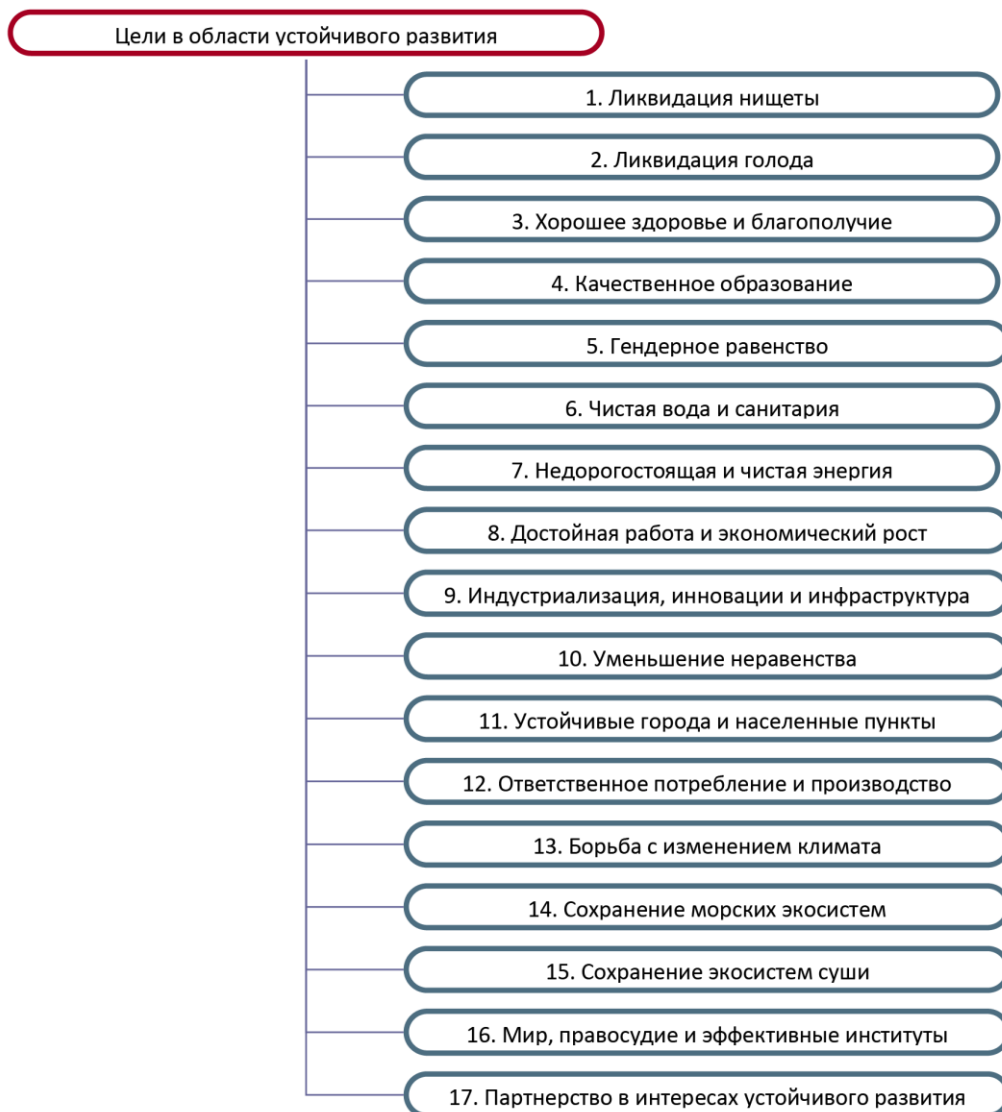 Цели в области устойчивого развития
1. Ликвидация нищеты
2. Ликвидация голода
3. Хорошее здоровье и благополучие
4. Качественное образование
5. Гендерное равенство
6. Чистая вода и санитария
7. Недорогостоящая и чистая энергия
8. Достойная работа и экономический рост
9. Индустриализация, инновации и инфраструктура
10. Уменьшение неравенства
11. Устойчивые города и населенные пункты
12. Ответственное потребление и производство
13. Борьба с изменением климата
14. Сохранение морских экосистем
15. Сохранение экосистем суши
16. Мир, правосудие и эффективные институты
17. Партнерство в интересах устойчивого развития